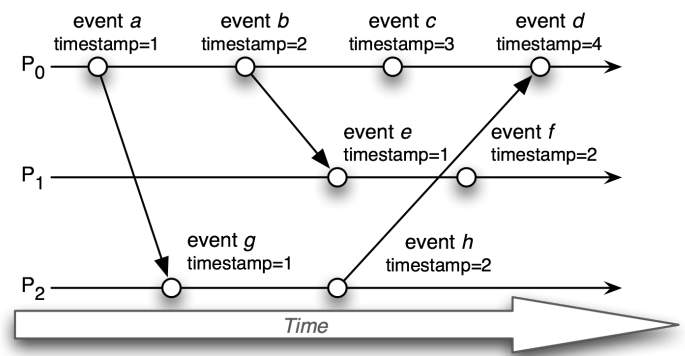 event a
timestamp=1
event b
timestamp=2
event c
timestamp=3
event d
timestamp=4
P0
event e
timestamp=1
event f
timestamp=2
P1
event g
timestamp=1
event h
timestamp=2
P2
Time